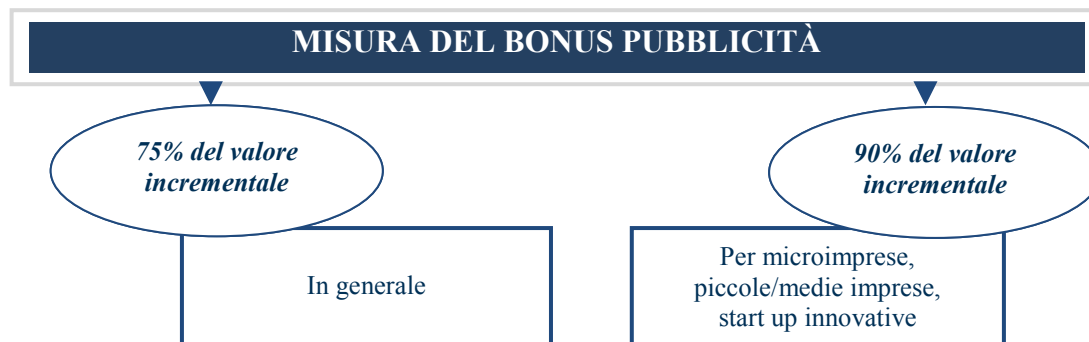 MISURA DEL BONUS PUBBLICITÀ
75% del valore
incrementale
90% del valore
incrementale
In generale
Per microimprese,
piccole/medie imprese,
start up innovative